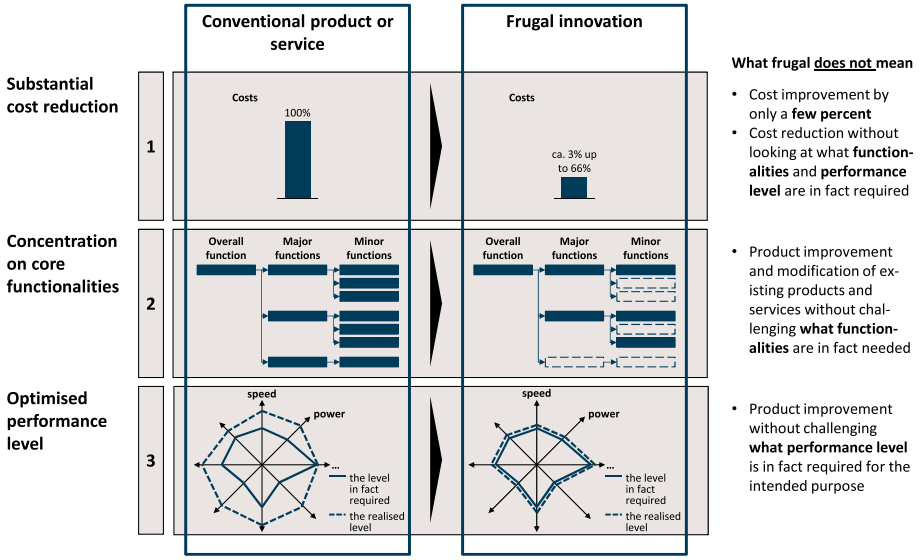 Conventional product or
service
Frugal innovation
What frugal does not mean
Substantial
cost reduction
1
Costs
100%
Costs
ca. 3% up
to 66%
• Cost improvement by
only a few percent
• Cost reduction without
looking at what function-
alities and performance
level are in fact required
Concentration
on core
functionalities
2
Overall
function
Major
functions
Minor
functions
Overall
function
Major
functions
Minor
functions
• Product improvement
and modification of ex-
isting products and
services without chal-
lenging what function-
alities are in fact needed
Optimised
performance
level
3
speed
power
...
the level
in fact
required
the realised
level
speed
power
...
the level
in fact
required
the realised
level
• Product improvement
without challenging
what performance level
is in fact required for the
intended purpose